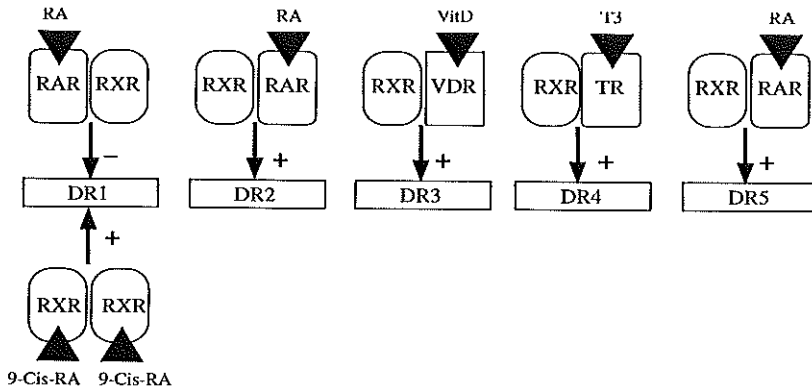 RA RA VitD T3 RA
RAR RXR RXR RAR RXR VDR RXR TR RXR RAR
− + + + +
DR1 DR2 DR3 DR4 DR5
+
RXR RXR
9-Cis-RA 9-Cis-RA